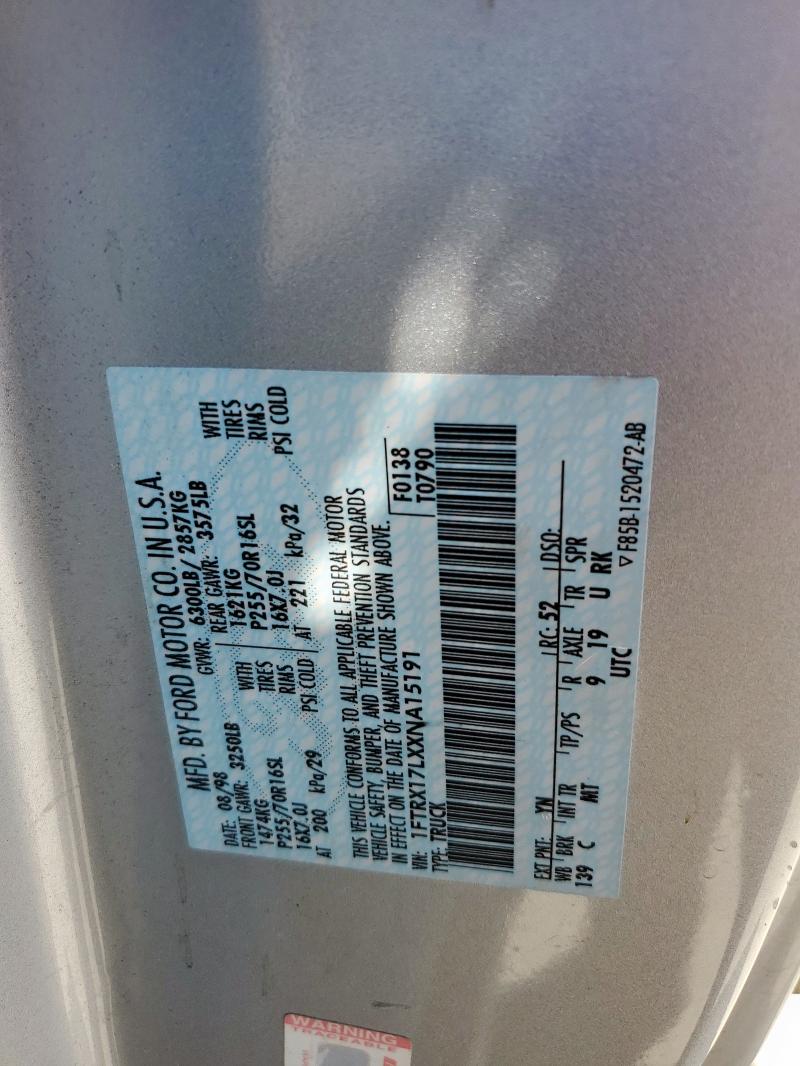 MFD. BY FORD MOTOR CO. IN U.S.A.
DATE: 08/98 GVWR: 6300LB/ 2857KG
FRONT GAWR: 3250LB REAR GAWR: 3575LB
1474KG WITH 1621KG WITH
P255/70R16SL TIRES P255/70R16SL TIRES
16X7.0J RIMS 16X7.0J RIMS
AT 200 kPa/29 PSI COLD AT 221 kPa/32 PSI COLD
THIS VEHICLE CONFORMS TO ALL APPLICABLE FEDERAL MOTOR
VEHICLE SAFETY, BUMPER, AND THEFT PREVENTION STANDARDS
IN EFFECT ON THE DATE OF MANUFACTURE SHOWN ABOVE.
VIN: 1FTRX17LXXNA15191 F0138
TYPE: TRUCK T0790
EXT PNT: YN RC: 52 DSO:
WB BRK INT TR TP/PS R AXLE TR SPR
139 C MT 9 19 U RK
UTC
▽F85B-1520472-AB
WARNING
TRACEABLE